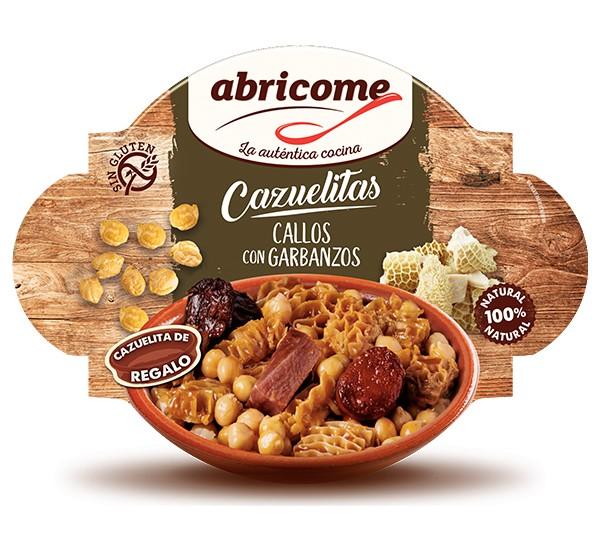 abricome
La auténtica cocina
SIN GLUTEN
Cazuelitas
CALLOS
CON GARBANZOS
NATURAL
100%
NATURAL
CAZUELITA DE
REGALO